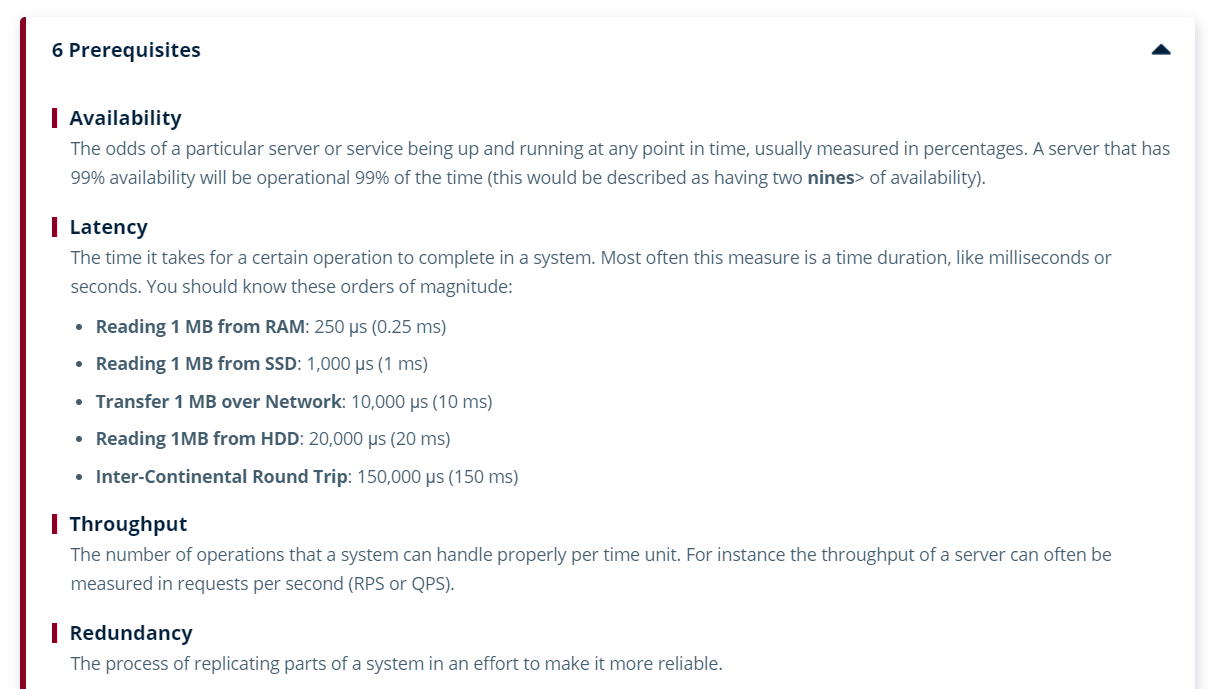 6 Prerequisites
Availability
The odds of a particular server or service being up and running at any point in time, usually measured in percentages. A server that has
99% availability will be operational 99% of the time (this would be described as having two nines> of availability).
Latency
The time it takes for a certain operation to complete in a system. Most often this measure is a time duration, like milliseconds or
seconds. You should know these orders of magnitude:
• Reading 1 MB from RAM: 250 μs (0.25 ms)
• Reading 1 MB from SSD: 1,000 μs (1 ms)
• Transfer 1 MB over Network: 10,000 μs (10 ms)
• Reading 1MB from HDD: 20,000 μs (20 ms)
• Inter-Continental Round Trip: 150,000 μs (150 ms)
Throughput
The number of operations that a system can handle properly per time unit. For instance the throughput of a server can often be
measured in requests per second (RPS or QPS).
Redundancy
The process of replicating parts of a system in an effort to make it more reliable.